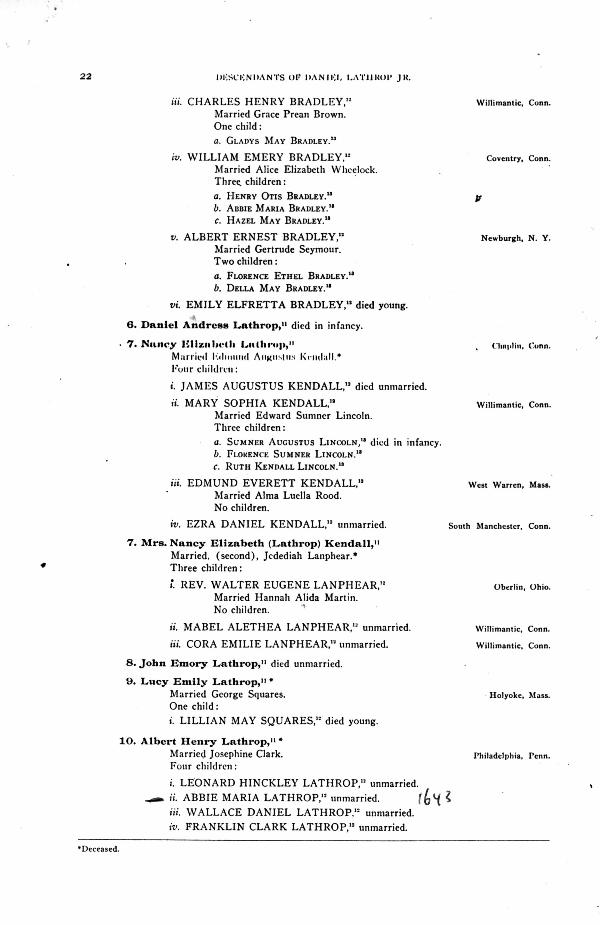 22 DESCENDANTS OF DANIEL LATHROP JR.
iii. CHARLES HENRY BRADLEY,¹² Willimantic, Conn.
Married Grace Prean Brown.
One child:
a. GLADYS MAY BRADLEY.¹³
iv. WILLIAM EMERY BRADLEY,¹² Coventry, Conn.
Married Alice Elizabeth Wheelock.
Three children:
a. HENRY OTIS BRADLEY.¹³
b. ABBIE MARIA BRADLEY.¹³
c. HAZEL MAY BRADLEY.¹³
v. ALBERT ERNEST BRADLEY,¹² Newburgh, N. Y.
Married Gertrude Seymour.
Two children:
a. FLORENCE ETHEL BRADLEY.¹³
b. DELLA MAY BRADLEY.¹³
vi. EMILY ELFRETTA BRADLEY,¹² died young.
6. Daniel Andress Lathrop,¹¹ died in infancy.
7. Nancy Elizabeth Lathrop,¹¹ Chaplin, Conn.
Married Edmund Augustus Kendall.*
Four children:
i. JAMES AUGUSTUS KENDALL,¹² died unmarried.
ii. MARY SOPHIA KENDALL,¹² Willimantic, Conn.
Married Edward Sumner Lincoln.
Three children:
a. SUMNER AUGUSTUS LINCOLN,¹³ died in infancy.
b. FLORENCE SUMNER LINCOLN.¹³
c. RUTH KENDALL LINCOLN.¹³
iii. EDMUND EVERETT KENDALL,¹² West Warren, Mass.
Married Alma Luella Rood.
No children.
iv. EZRA DANIEL KENDALL,¹² unmarried. South Manchester, Conn.
7. Mrs. Nancy Elizabeth (Lathrop) Kendall,¹¹
Married, (second), Jedediah Lanphear.*
Three children:
i. REV. WALTER EUGENE LANPHEAR,¹² Oberlin, Ohio.
Married Hannah Alida Martin.
No children.
ii. MABEL ALETHEA LANPHEAR,¹² unmarried. Willimantic, Conn.
iii. CORA EMILIE LANPHEAR,¹² unmarried. Willimantic, Conn.
8. John Emory Lathrop,¹¹ died unmarried.
9. Lucy Emily Lathrop,¹¹* Holyoke, Mass.
Married George Squares.
One child:
i. LILLIAN MAY SQUARES,¹² died young.
10. Albert Henry Lathrop,¹¹* Philadelphia, Penn.
Married Josephine Clark.
Four children:
i. LEONARD HINCKLEY LATHROP,¹² unmarried.
ii. ABBIE MARIA LATHROP,¹² unmarried. 1643
iii. WALLACE DANIEL LATHROP,¹² unmarried.
iv. FRANKLIN CLARK LATHROP,¹² unmarried.
*Deceased.